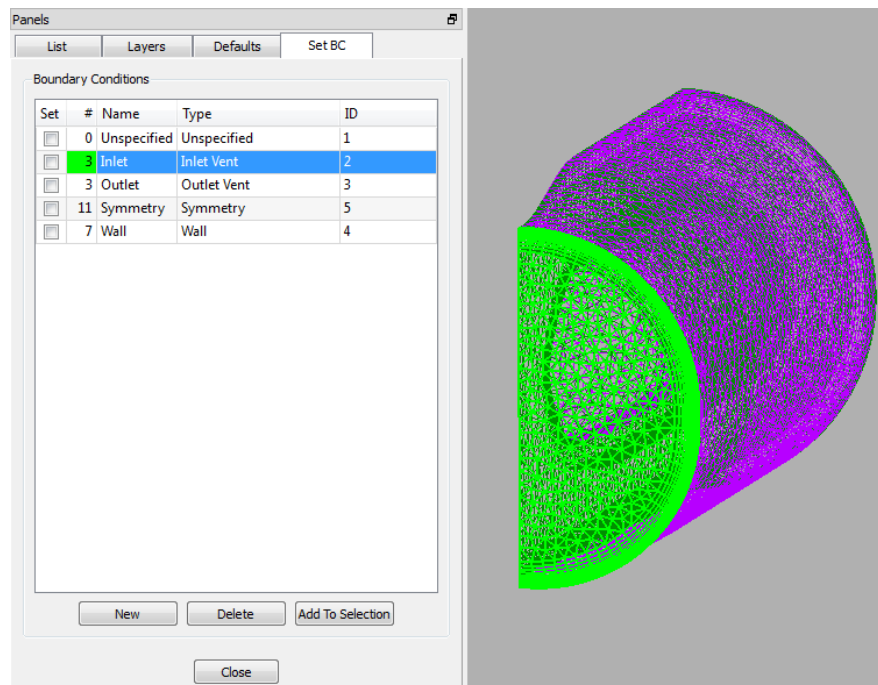 Panels
List Layers Defaults Set BC
Boundary Conditions
Set # Name Type ID
0 Unspecified Unspecified 1
3 Inlet Inlet Vent 2
3 Outlet Outlet Vent 3
11 Symmetry Symmetry 5
7 Wall Wall 4
New Delete Add To Selection
Close